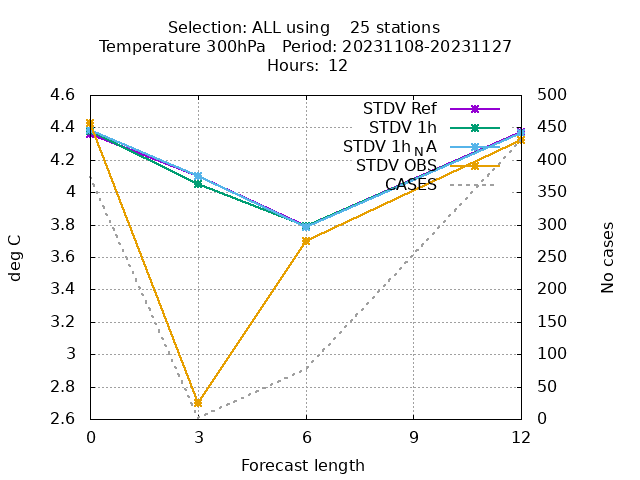 Selection: ALL using    25 stations
Temperature 300hPa   Period: 20231108-20231127
Hours:  12
4.6
4.4
4.2
4
3.8
3.6
3.4
3.2
3
2.8
2.6
500
450
400
350
300
250
200
150
100
50
0
STDV Ref
STDV 1h
STDV 1h_NA
STDV OBS
CASES
deg C
No cases
0
3
6
9
12
Forecast length